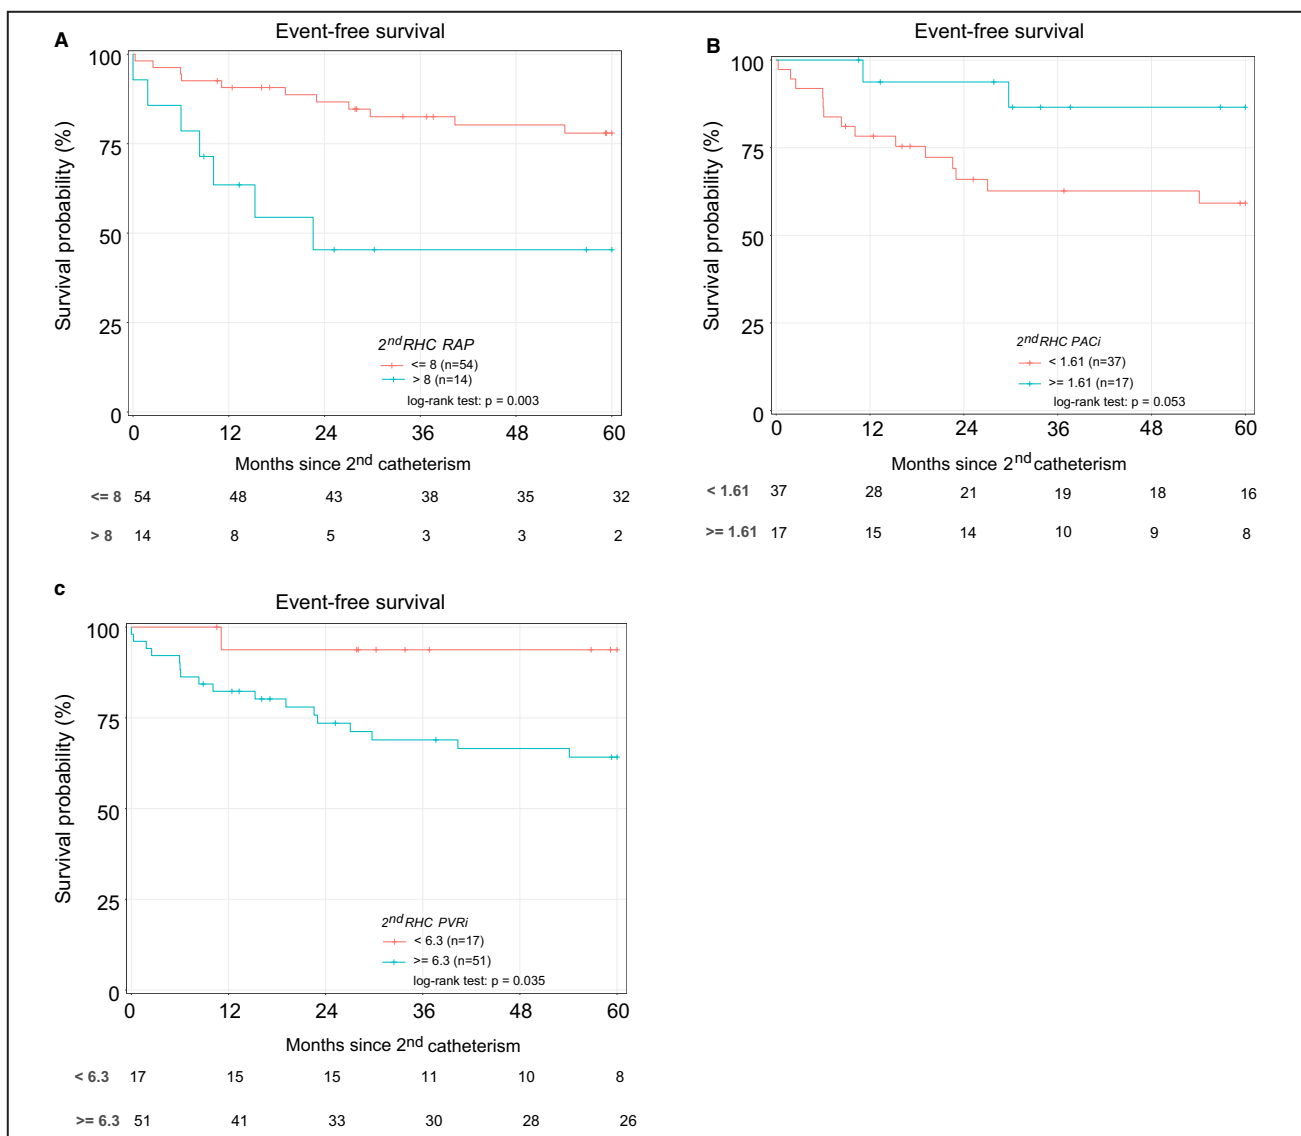 A
Event-free survival
Survival probability (%)
100
75
50
25
0
2nd RHC RAP
<= 8 (n=54)
> 8 (n=14)
log-rank test: p = 0.003
0 12 24 36 48 60
Months since 2nd catheterism
<= 8 54 48 43 38 35 32
> 8 14 8 5 3 3 2
B
Event-free survival
Survival probability (%)
100
75
50
25
0
2nd RHC PACi
< 1.61 (n=37)
>= 1.61 (n=17)
log-rank test: p = 0.053
0 12 24 36 48 60
Months since 2nd catheterism
< 1.61 37 28 21 19 18 16
>= 1.61 17 15 14 10 9 8
c
Event-free survival
Survival probability (%)
100
75
50
25
0
2nd RHC PVRi
< 6.3 (n=17)
>= 6.3 (n=51)
log-rank test: p = 0.035
0 12 24 36 48 60
Months since 2nd catheterism
< 6.3 17 15 15 11 10 8
>= 6.3 51 41 33 30 28 26